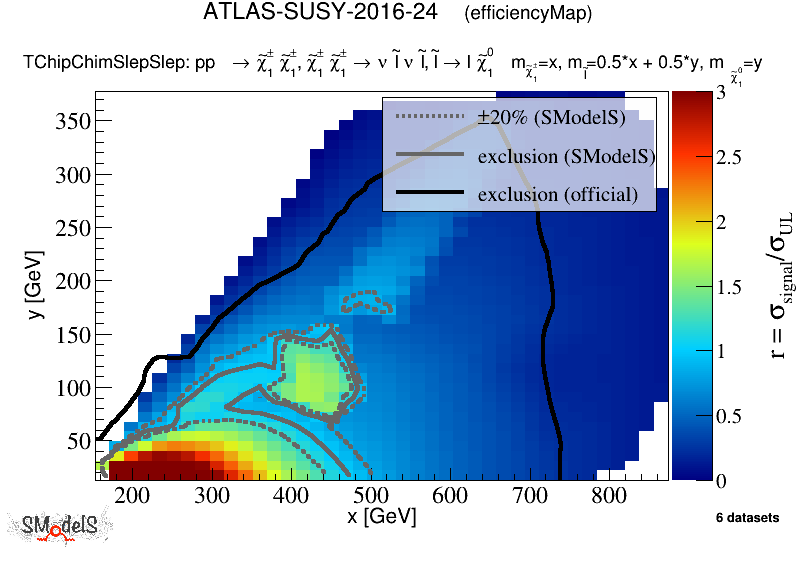 ATLAS-SUSY-2016-24 (efficiencyMap)
TChipChimSlepSlep: pp → χ̃₁± χ̃₁±, χ̃₁± χ̃₁± → ν l̃ ν l̃, l̃ → l χ̃₁⁰ m_χ̃₁±=x, m_l̃=0.5*x + 0.5*y, m_χ̃₁⁰=y
±20% (SModelS)
exclusion (SModelS)
exclusion (official)
y [GeV]
350
300
250
200
150
100
50
200 300 400 500 600 700 800
x [GeV]
3
2.5
2
1.5
1
0.5
0
r = σ_signal/σ_UL
SModelS
6 datasets